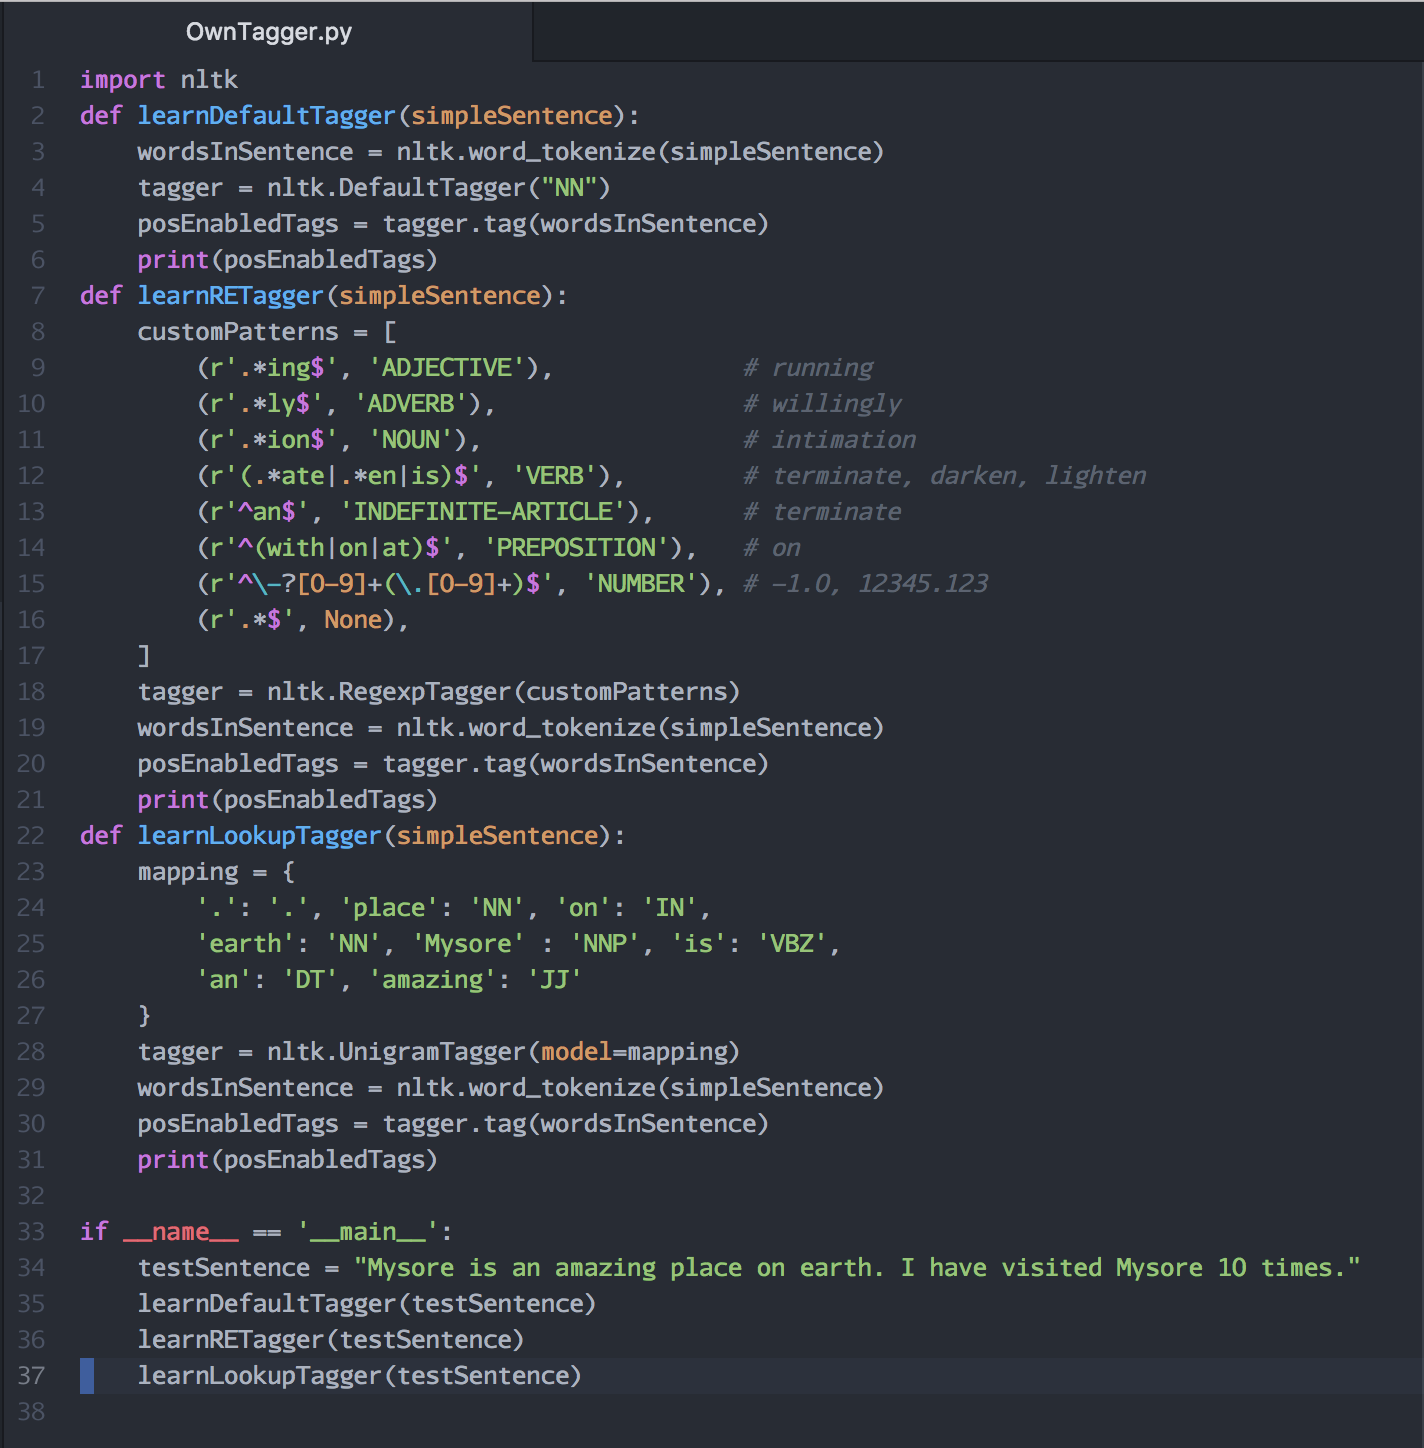 OwnTagger.py
1 import nltk
2 def learnDefaultTagger(simpleSentence):
3     wordsInSentence = nltk.word_tokenize(simpleSentence)
4     tagger = nltk.DefaultTagger("NN")
5     posEnabledTags = tagger.tag(wordsInSentence)
6     print(posEnabledTags)
7 def learnRETagger(simpleSentence):
8     customPatterns = [
9         (r'.*ing$', 'ADJECTIVE'),             # running
10         (r'.*ly$', 'ADVERB'),                 # willingly
11         (r'.*ion$', 'NOUN'),                  # intimation
12         (r'(.*ate|.*en|is)$', 'VERB'),        # terminate, darken, lighten
13         (r'^an$', 'INDEFINITE-ARTICLE'),      # terminate
14         (r'^(with|on|at)$', 'PREPOSITION'),   # on
15         (r'^\-?[0-9]+(\.[0-9]+)$', 'NUMBER'), # -1.0, 12345.123
16         (r'.*$', None),
17     ]
18     tagger = nltk.RegexpTagger(customPatterns)
19     wordsInSentence = nltk.word_tokenize(simpleSentence)
20     posEnabledTags = tagger.tag(wordsInSentence)
21     print(posEnabledTags)
22 def learnLookupTagger(simpleSentence):
23     mapping = {
24         '.': '.', 'place': 'NN', 'on': 'IN',
25         'earth': 'NN', 'Mysore' : 'NNP', 'is': 'VBZ',
26         'an': 'DT', 'amazing': 'JJ'
27     }
28     tagger = nltk.UnigramTagger(model=mapping)
29     wordsInSentence = nltk.word_tokenize(simpleSentence)
30     posEnabledTags = tagger.tag(wordsInSentence)
31     print(posEnabledTags)
32
33 if __name__ == '__main__':
34     testSentence = "Mysore is an amazing place on earth. I have visited Mysore 10 times."
35     learnDefaultTagger(testSentence)
36     learnRETagger(testSentence)
37     learnLookupTagger(testSentence)
38